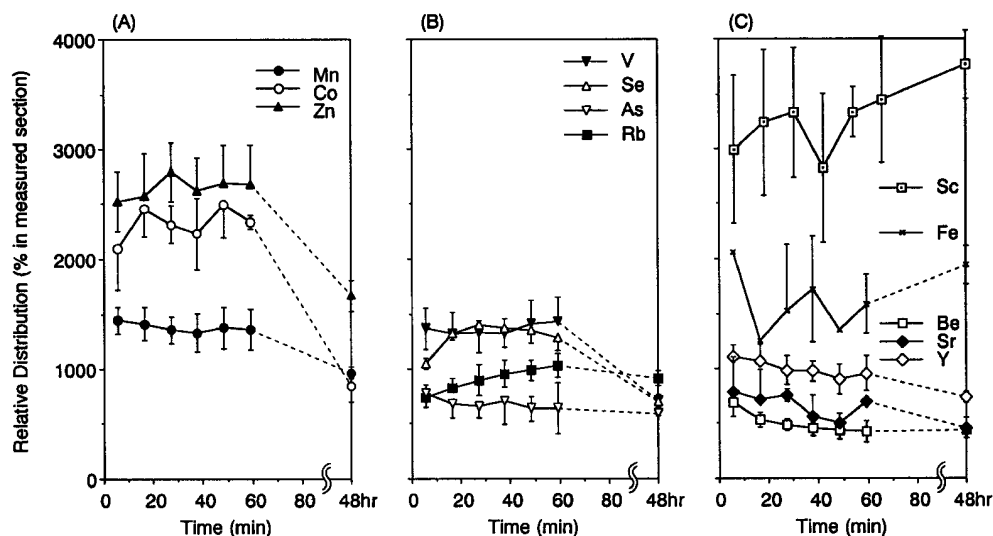 (A) (B) (C)
Relative Distribution (% in measured section)
4000
3000
2000
1000
0
Mn
Co
Zn
V
Se
As
Rb
Sc
Fe
Be
Sr
Y
0 20 40 60 80 48hr
0 20 40 60 80 48hr
0 20 40 60 80 48hr
Time (min) Time (min) Time (min)